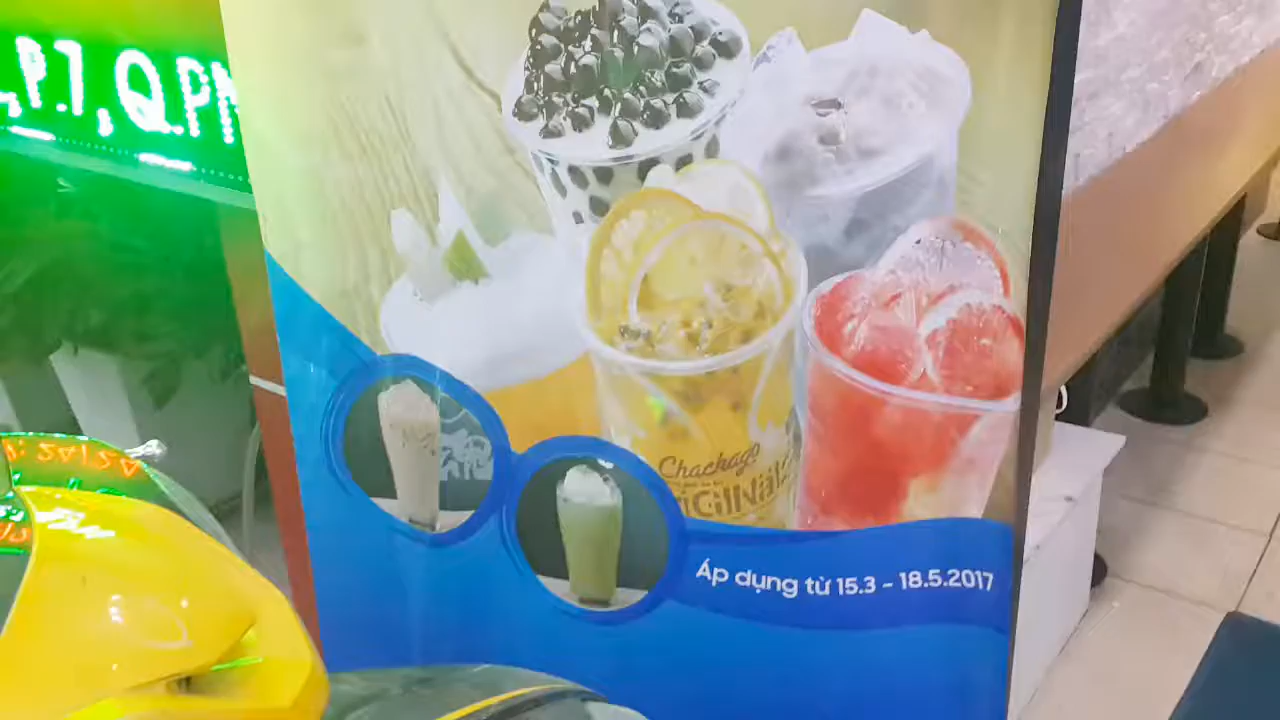 P.7, Q.PN
Chachago
ORiGiNaL
Áp dụng từ 15.3 - 18.5.2017